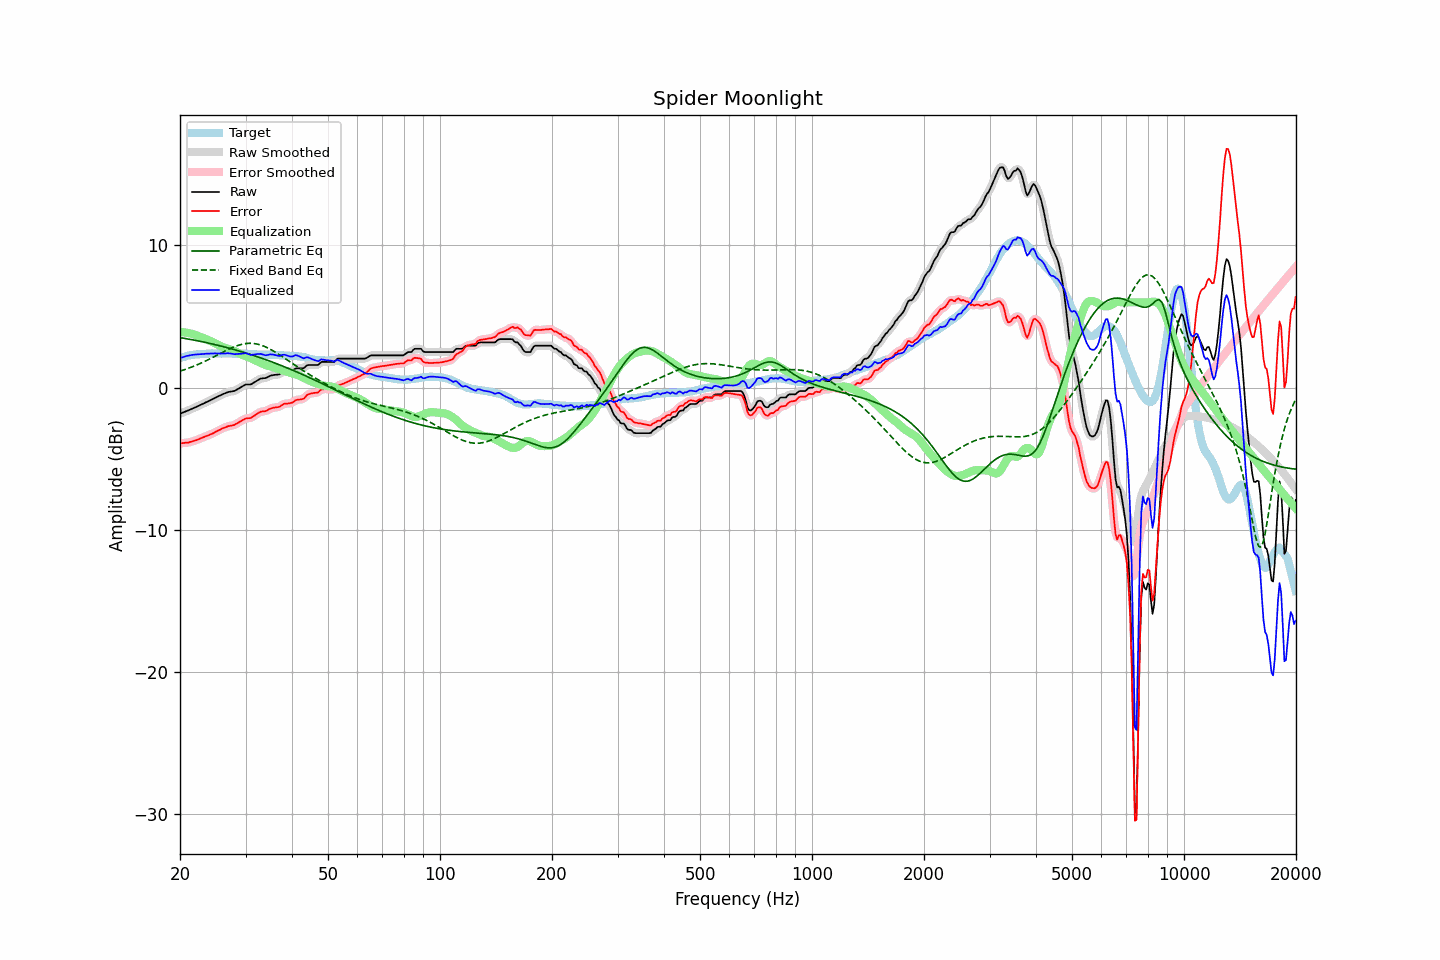 Spider Moonlight
Target
Raw Smoothed
Error Smoothed
Raw
Error
Equalization
Parametric Eq
Fixed Band Eq
Equalized
10
0
−10
−20
−30
Amplitude (dBr)
20 50 100 200 500 1000 2000 5000 10000 20000
Frequency (Hz)